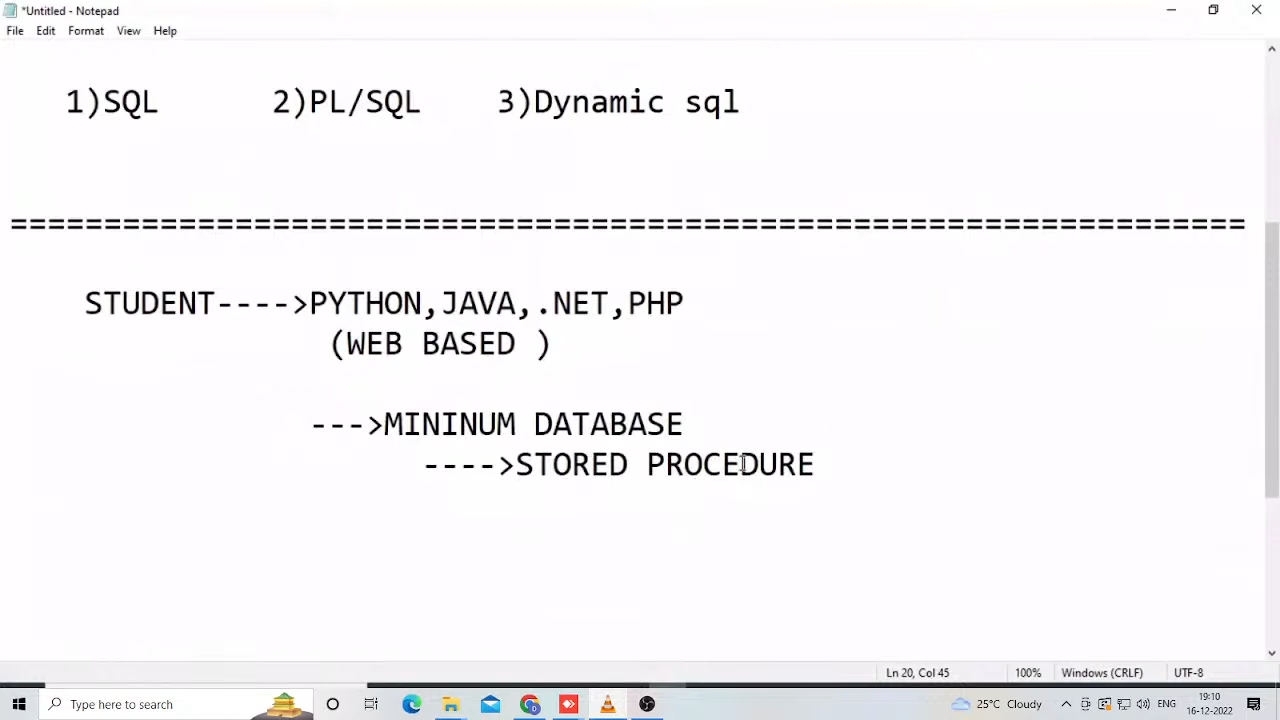 *Untitled - Notepad
File Edit Format View Help
1)SQL 2)PL/SQL 3)Dynamic sql
==================================================================
STUDENT---->PYTHON,JAVA,.NET,PHP
(WEB BASED )
--->MININUM DATABASE
---->STORED PROCEDURE
Ln 20, Col 45 100% Windows (CRLF) UTF-8
Type here to search 25°C Cloudy ENG 19:10
16-12-2022